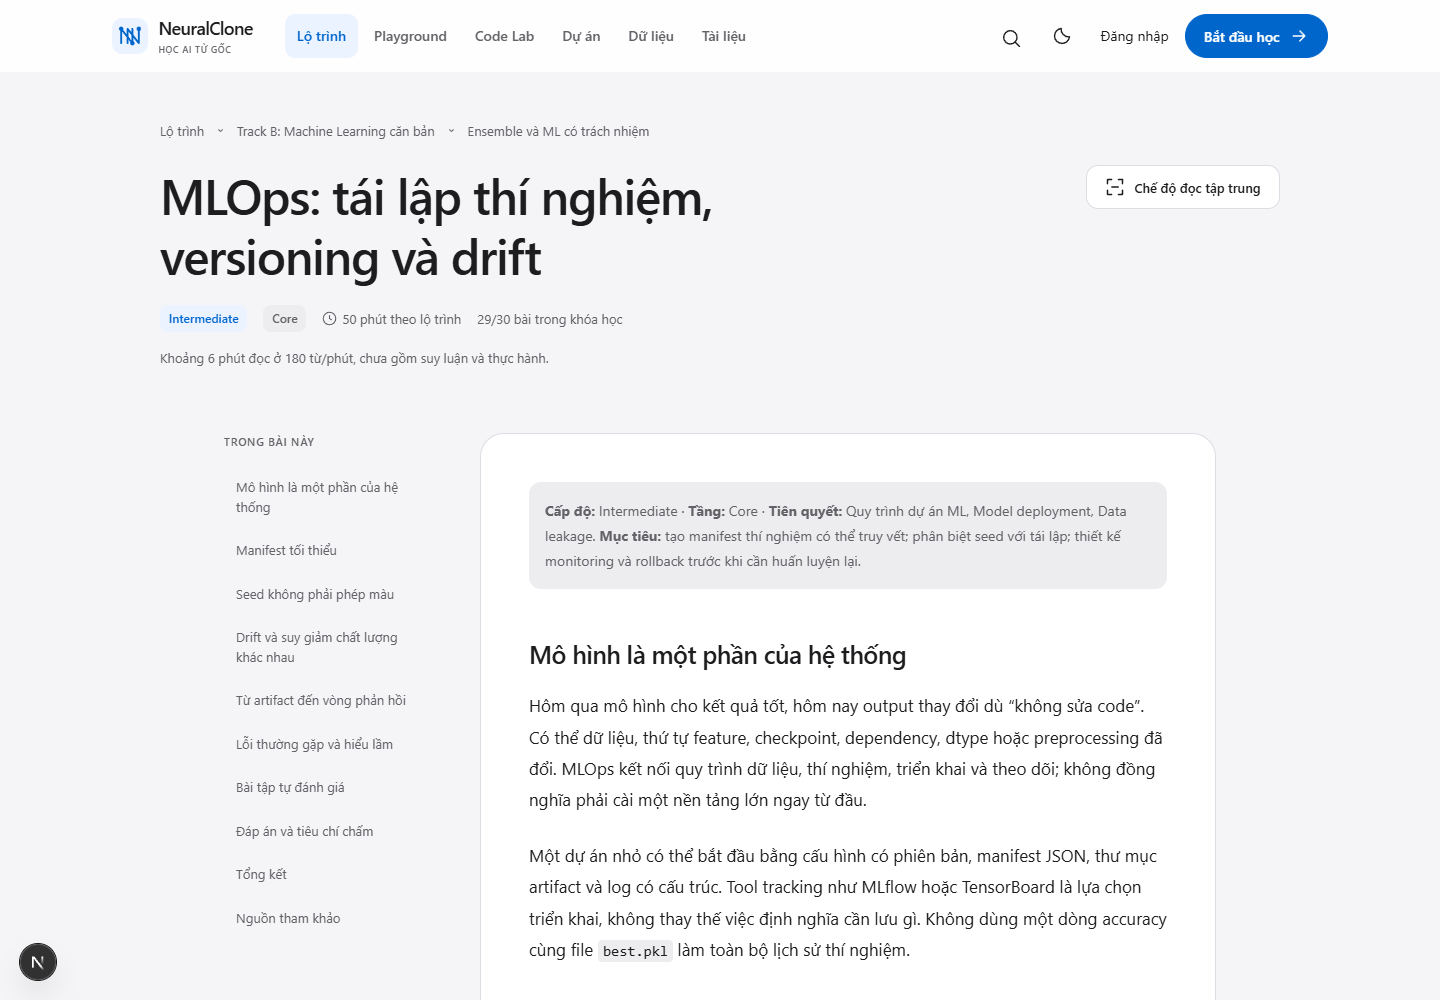 NeuralClone
HỌC AI TỪ GỐC
Lộ trình
Playground
Code Lab
Dự án
Dữ liệu
Tài liệu
Đăng nhập
Bắt đầu học
Lộ trình
Track B: Machine Learning căn bản
Ensemble và ML có trách nhiệm
MLOps: tái lập thí nghiệm,
versioning và drift
Chế độ đọc tập trung
Intermediate
Core
50 phút theo lộ trình
29/30 bài trong khóa học
Khoảng 6 phút đọc ở 180 từ/phút, chưa gồm suy luận và thực hành.
TRONG BÀI NÀY
Mô hình là một phần của hệ
thống
Manifest tối thiểu
Seed không phải phép màu
Drift và suy giảm chất lượng
khác nhau
Từ artifact đến vòng phản hồi
Lỗi thường gặp và hiểu lầm
Bài tập tự đánh giá
Đáp án và tiêu chí chấm
Tổng kết
Nguồn tham khảo
Cấp độ: Intermediate · Tầng: Core · Tiên quyết: Quy trình dự án ML, Model deployment, Data
leakage. Mục tiêu: tạo manifest thí nghiệm có thể truy vết; phân biệt seed với tái lập; thiết kế
monitoring và rollback trước khi cần huấn luyện lại.
Mô hình là một phần của hệ thống
Hôm qua mô hình cho kết quả tốt, hôm nay output thay đổi dù “không sửa code”.
Có thể dữ liệu, thứ tự feature, checkpoint, dependency, dtype hoặc preprocessing đã
đổi. MLOps kết nối quy trình dữ liệu, thí nghiệm, triển khai và theo dõi; không đồng
nghĩa phải cài một nền tảng lớn ngay từ đầu.
Một dự án nhỏ có thể bắt đầu bằng cấu hình có phiên bản, manifest JSON, thư mục
artifact và log có cấu trúc. Tool tracking như MLflow hoặc TensorBoard là lựa chọn
triển khai, không thay thế việc định nghĩa cần lưu gì. Không dùng một dòng accuracy
cùng file best.pkl làm toàn bộ lịch sử thí nghiệm.
N